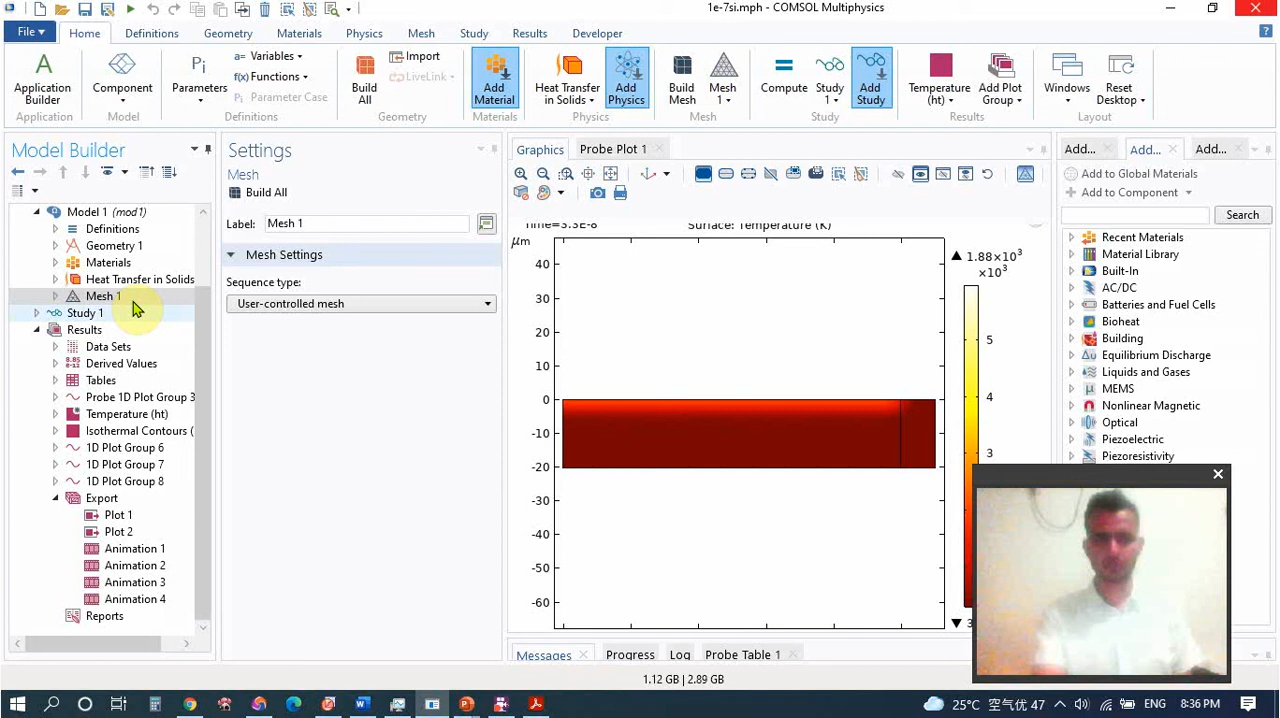 1e-7si.mph - COMSOL Multiphysics
File Home Definitions Geometry Materials Physics Mesh Study Results Developer
Application Builder
Application
Component
Model
Parameters
Variables
Functions
Parameter Case
Definitions
Build All
Import
LiveLink
Geometry
Add Material
Materials
Heat Transfer in Solids
Add Physics
Physics
Build Mesh
Mesh 1
Mesh
Compute
Study 1
Add Study
Study
Temperature (ht)
Add Plot Group
Results
Windows
Reset Desktop
Layout
Model Builder
Model 1 (mod1)
Definitions
Geometry 1
Materials
Heat Transfer in Solids
Mesh 1
Study 1
Results
Data Sets
Derived Values
Tables
Probe 1D Plot Group 3
Temperature (ht)
Isothermal Contours (
1D Plot Group 6
1D Plot Group 7
1D Plot Group 8
Export
Plot 1
Plot 2
Animation 1
Animation 2
Animation 3
Animation 4
Reports
Settings
Mesh
Build All
Label: Mesh 1
Mesh Settings
Sequence type:
User-controlled mesh
Graphics Probe Plot 1
Time=3.3E-8 Surface: Temperature (K)
µm
40
30
20
10
0
-10
-20
-30
-40
-50
-60
1.88×10³
×10³
5
4
3
Messages Progress Log Probe Table 1
1.12 GB | 2.89 GB
Add... Add... Add...
Add to Global Materials
Add to Component
Search
Recent Materials
Material Library
Built-In
AC/DC
Batteries and Fuel Cells
Bioheat
Building
Equilibrium Discharge
Liquids and Gases
MEMS
Nonlinear Magnetic
Optical
Piezoelectric
Piezoresistivity
25°C 空气优 47 ENG 8:36 PM